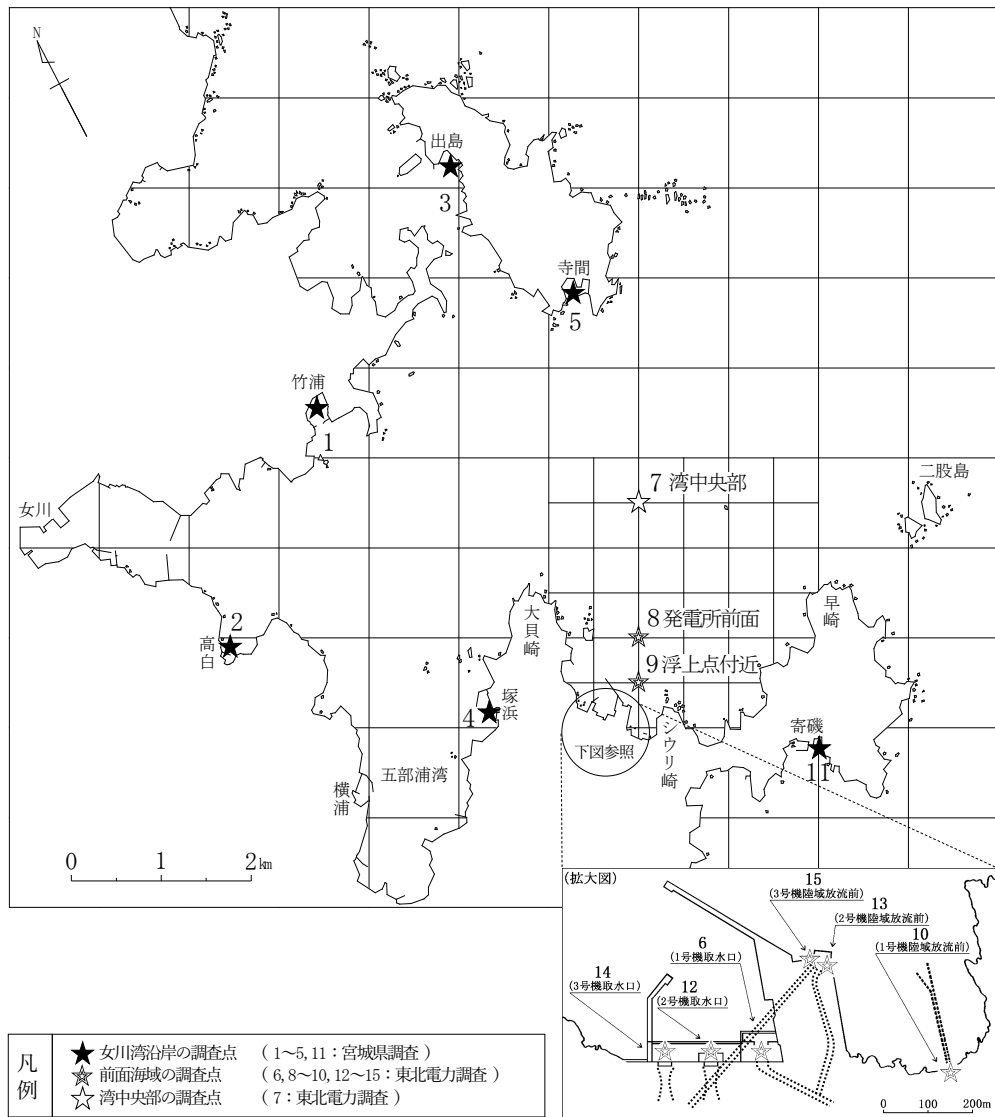 N
出島
3
寺間
5
竹浦
1
女川
二股島
7 湾中央部
大貝崎
早崎
8 発電所前面
2
高白
9 浮上点付近
塚浜
4
シウリ崎
寄磯
11
下図参照
五部浦湾
横浦
0 1 2㎞
(拡大図)
15
(3号機陸域放流前)
13
(2号機陸域放流前)
10
(1号機陸域放流前)
6
(1号機取水口)
14
(3号機取水口)
12
(2号機取水口)
0 100 200m
凡例
女川湾沿岸の調査点 (1~5,11:宮城県調査)
前面海域の調査点 (6,8~10,12~15:東北電力調査)
湾中央部の調査点 (7:東北電力調査)